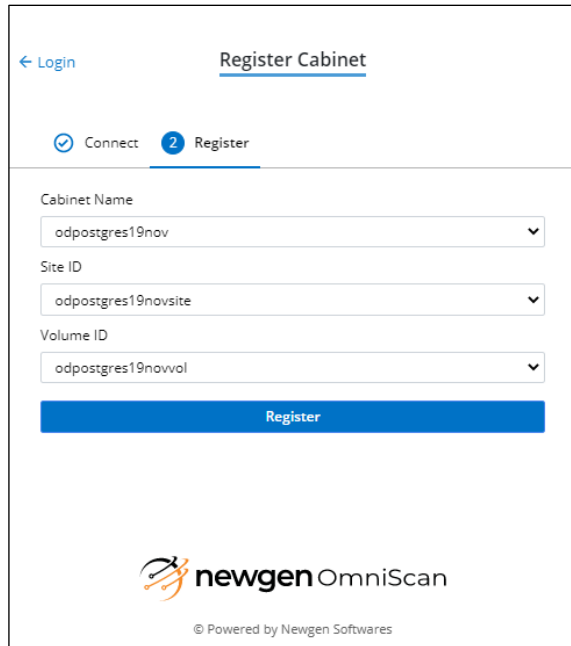 ← Login
Register Cabinet
Connect
2 Register
Cabinet Name
odpostgres19nov
Site ID
odpostgres19novsite
Volume ID
odpostgres19novvol
Register
newgen OmniScan
© Powered by Newgen Softwares